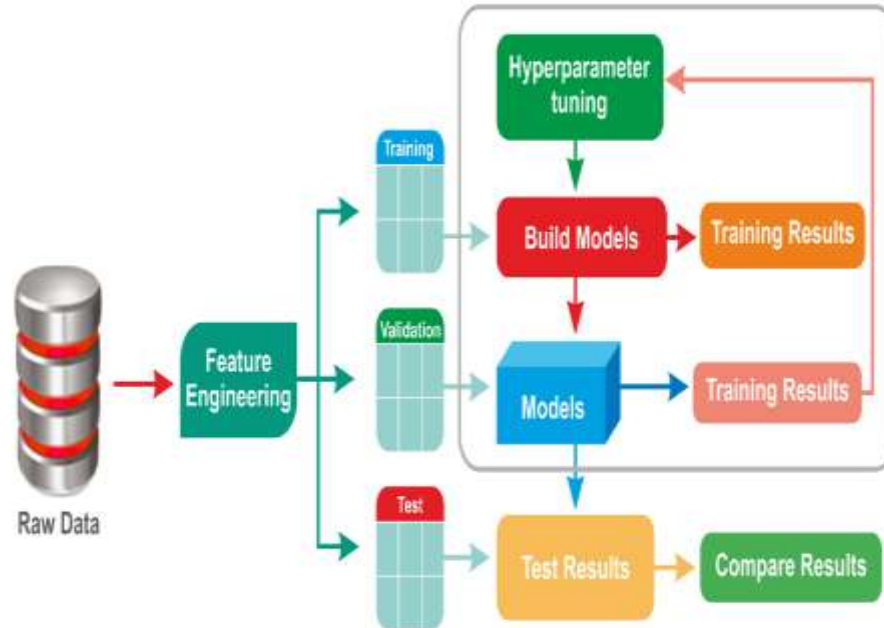 Hyperparameter
tuning
Training
Build Models
Training Results
Validation
Feature
Engineering
Models
Training Results
Raw Data
Test
Test Results
Compare Results